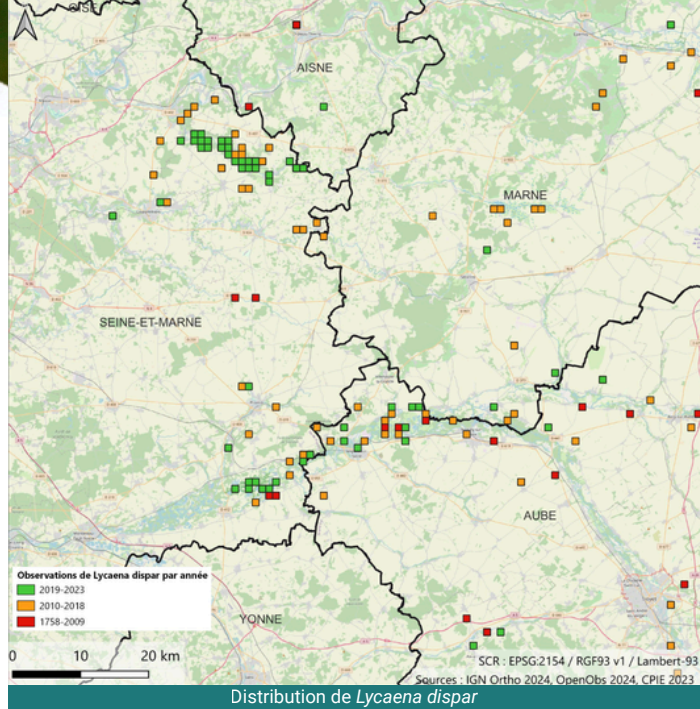 OISE
AISNE
MARNE
SEINE-ET-MARNE
AUBE
YONNE
Observations de Lycaena dispar par année
2019-2023
2010-2018
1758-2009
0 10 20 km
SCR : EPSG:2154 / RGF93 v1 / Lambert-93
Sources : IGN Ortho 2024, OpenObs 2024, CPIE 2023
Distribution de Lycaena dispar